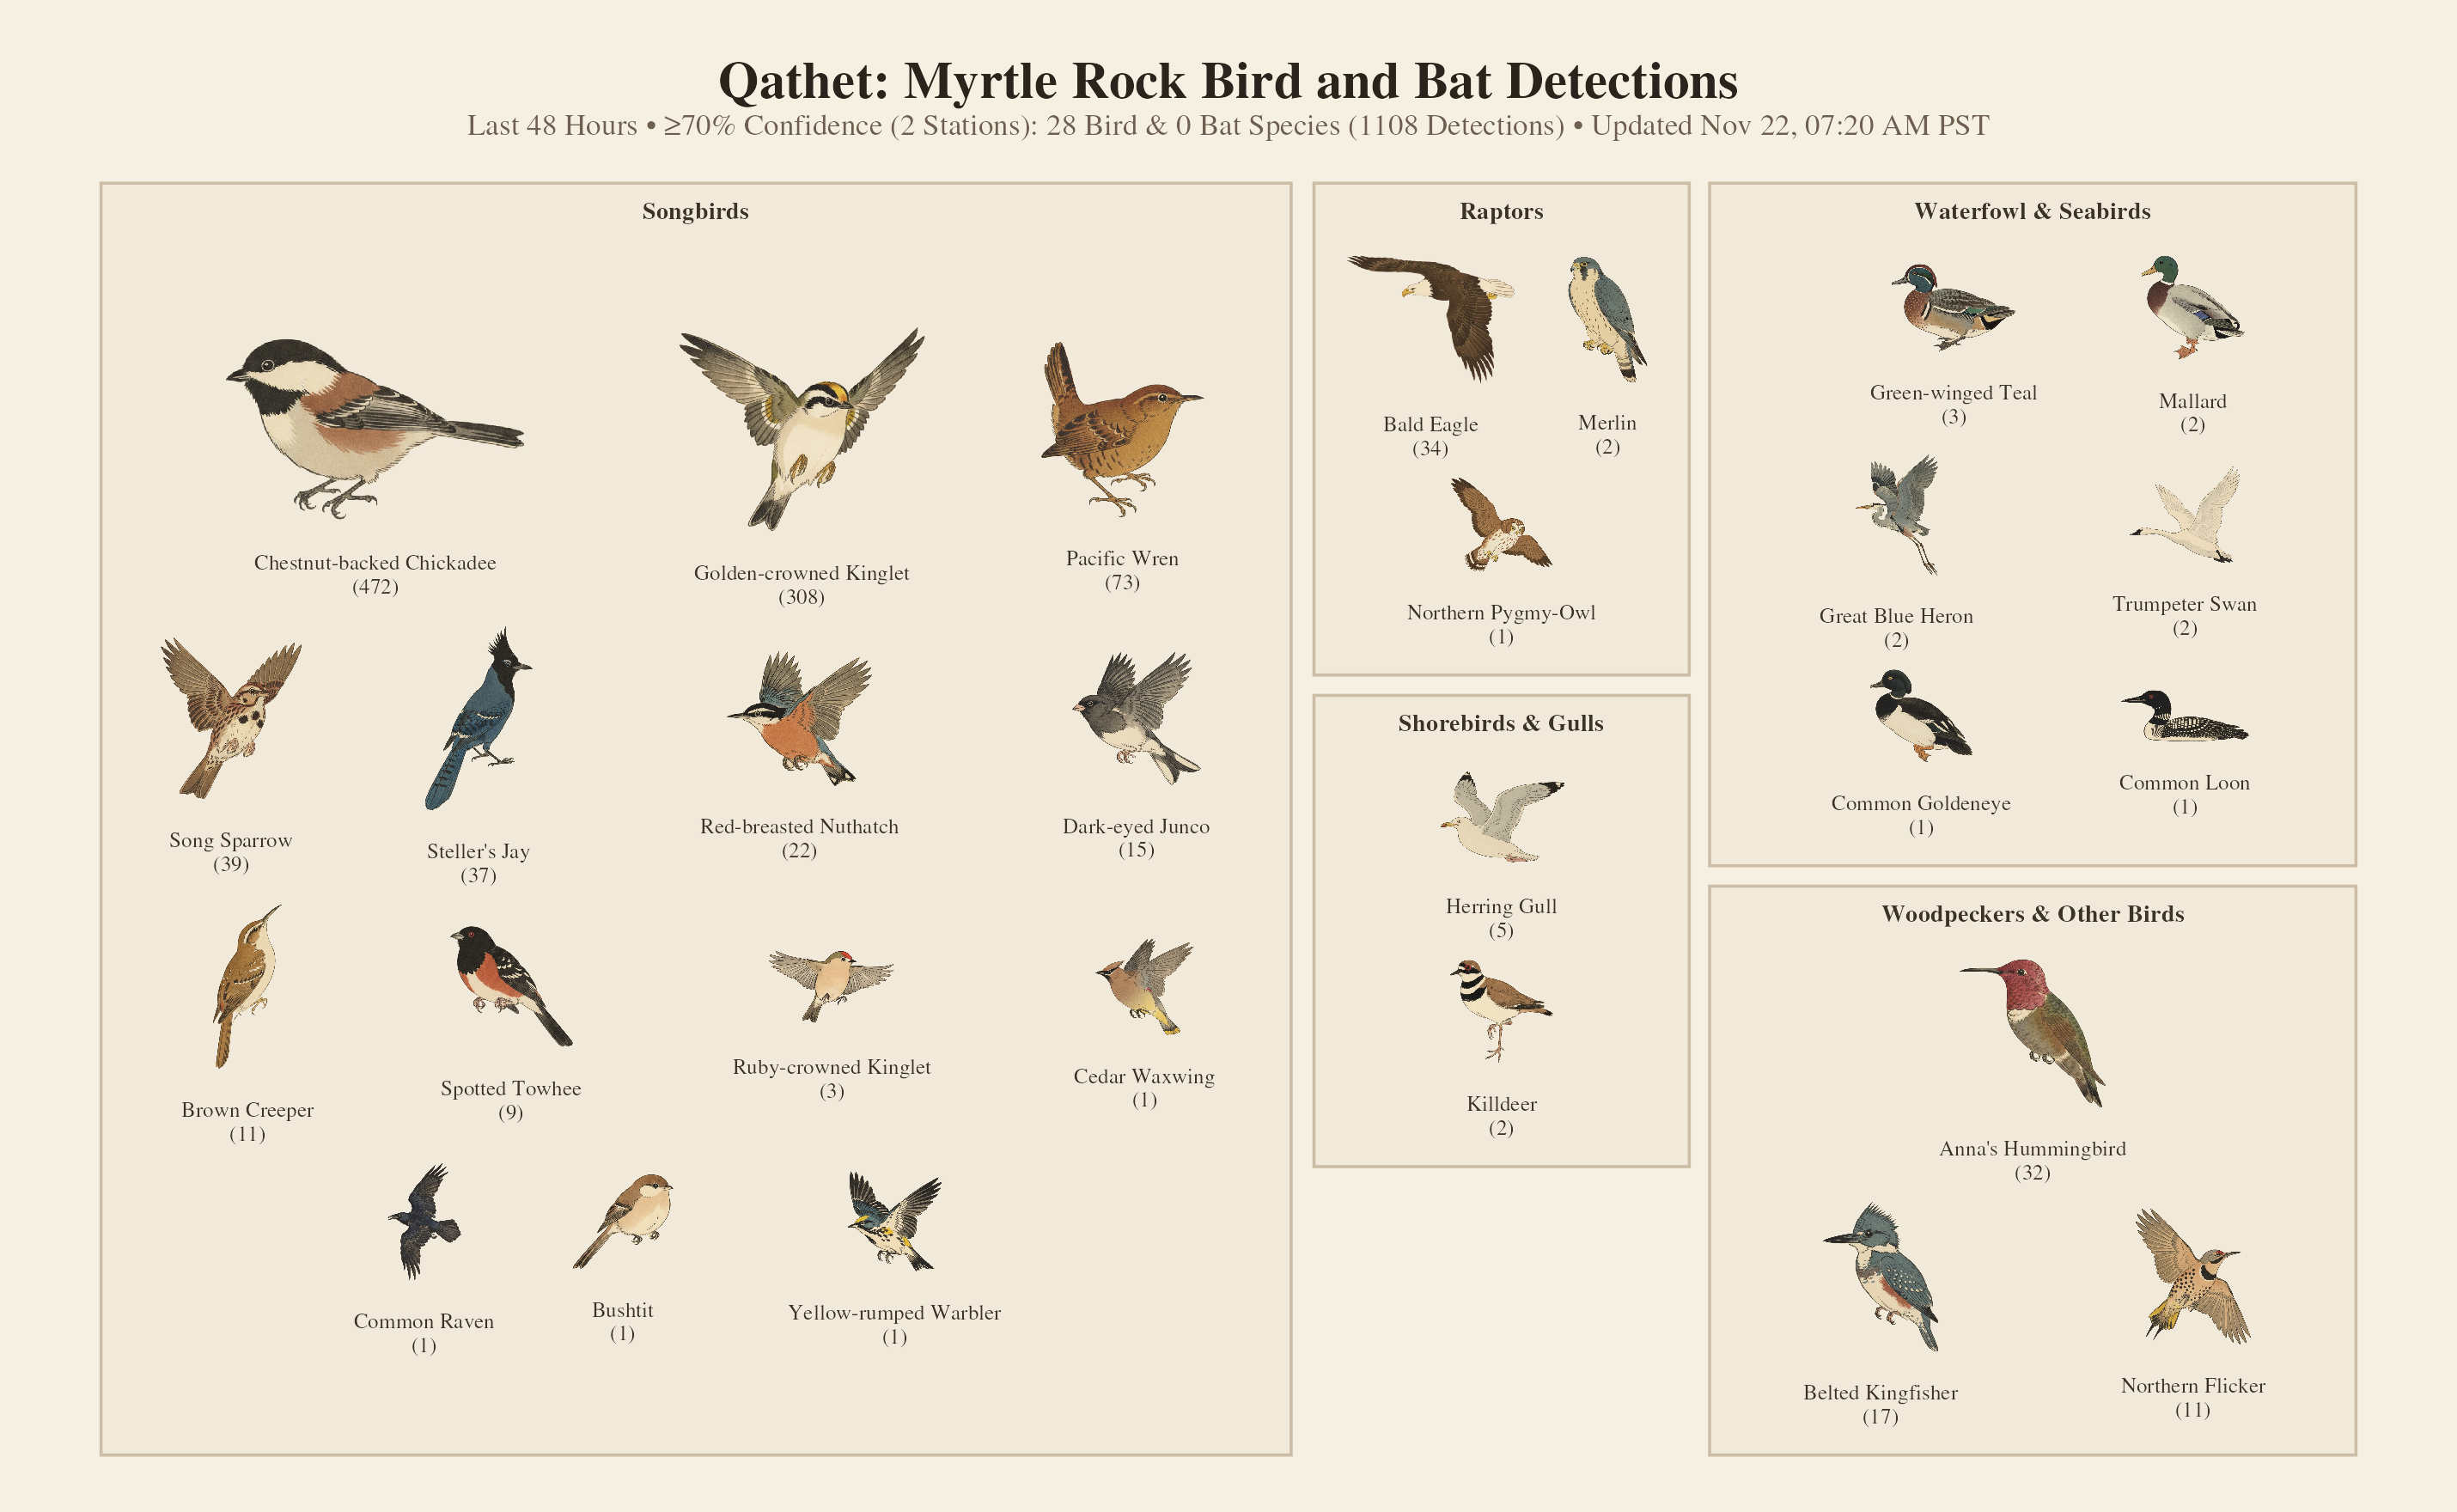 Qathet: Myrtle Rock Bird and Bat Detections
Last 48 Hours • ≥70% Confidence (2 Stations): 28 Bird & 0 Bat Species (1108 Detections) • Updated Nov 22, 07:20 AM PST
Songbirds
Chestnut-backed Chickadee
(472)
Golden-crowned Kinglet
(308)
Pacific Wren
(73)
Song Sparrow
(39)
Steller's Jay
(37)
Red-breasted Nuthatch
(22)
Dark-eyed Junco
(15)
Brown Creeper
(11)
Spotted Towhee
(9)
Ruby-crowned Kinglet
(3)
Cedar Waxwing
(1)
Common Raven
(1)
Bushtit
(1)
Yellow-rumped Warbler
(1)
Raptors
Bald Eagle
(34)
Merlin
(2)
Northern Pygmy-Owl
(1)
Shorebirds & Gulls
Herring Gull
(5)
Killdeer
(2)
Waterfowl & Seabirds
Green-winged Teal
(3)
Mallard
(2)
Great Blue Heron
(2)
Trumpeter Swan
(2)
Common Goldeneye
(1)
Common Loon
(1)
Woodpeckers & Other Birds
Anna's Hummingbird
(32)
Belted Kingfisher
(17)
Northern Flicker
(11)